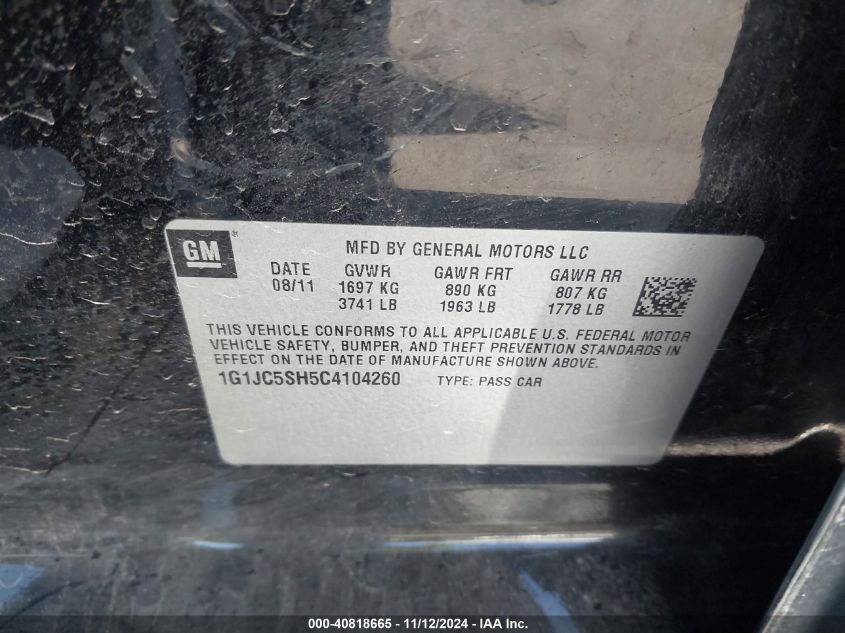 GM ®
MFD BY GENERAL MOTORS LLC
DATE GVWR GAWR FRT GAWR RR
08/11 1697 KG 890 KG 807 KG
3741 LB 1963 LB 1778 LB
THIS VEHICLE CONFORMS TO ALL APPLICABLE U.S. FEDERAL MOTOR
VEHICLE SAFETY, BUMPER, AND THEFT PREVENTION STANDARDS IN
EFFECT ON THE DATE OF MANUFACTURE SHOWN ABOVE.
1G1JC5SH5C4104260 TYPE: PASS CAR
000-40818665 - 11/12/2024 - IAA Inc.